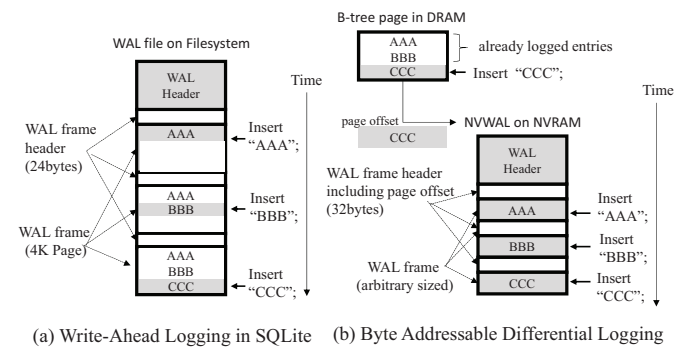 WAL file on Filesystem
WAL
Header
Time
WAL frame
header
(24bytes)
WAL frame
(4K Page)
AAA
Insert
“AAA”;
AAA
BBB
Insert
“BBB”;
AAA
BBB
CCC
Insert
“CCC”;
(a) Write-Ahead Logging in SQLite
B-tree page in DRAM
AAA
BBB
CCC
already logged entries
Insert “CCC”;
page offset
CCC
NVWAL on NVRAM
Time
WAL
Header
WAL frame header
including page offset
(32bytes)
WAL frame
(arbitrary sized)
AAA
Insert
“AAA”;
BBB
Insert
“BBB”;
CCC
Insert
“CCC”;
(b) Byte Addressable Differential Logging